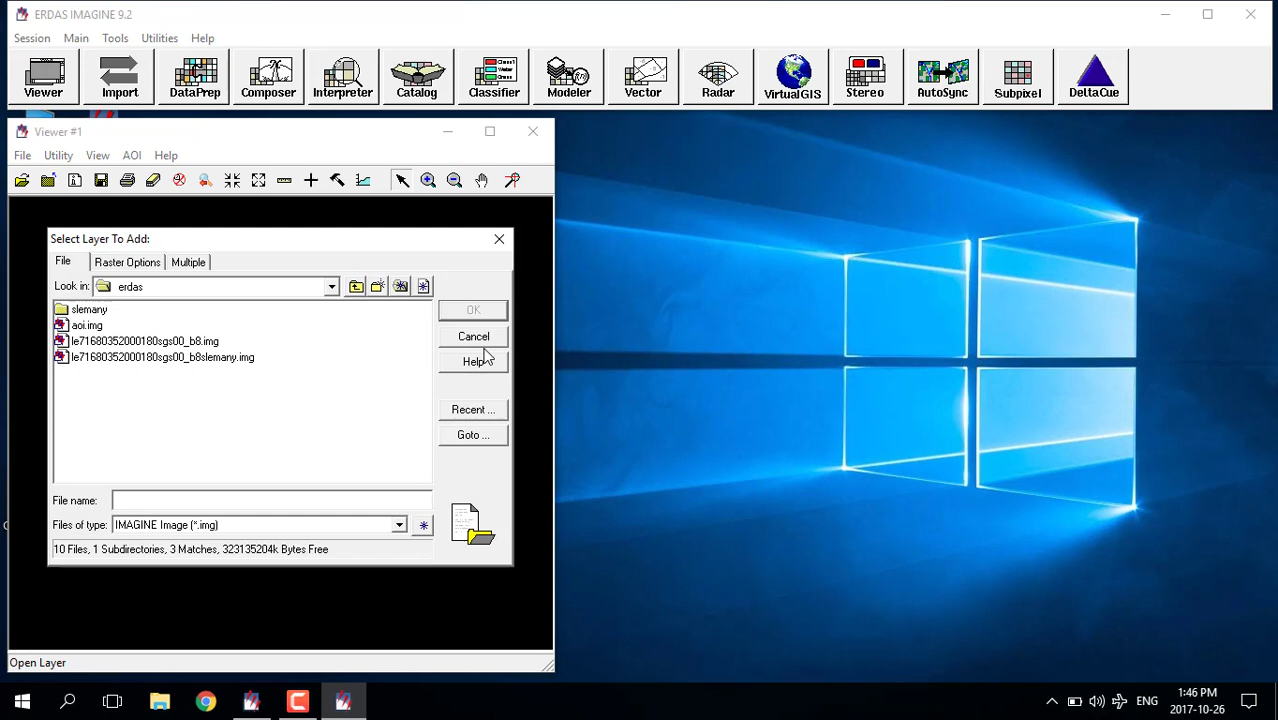 ERDAS IMAGINE 9.2
Session Main Tools Utilities Help
Viewer Import DataPrep Composer Interpreter Catalog Classifier Modeler Vector Radar VirtualGIS Stereo AutoSync Subpixel DeltaCue
Viewer #1
File Utility View AOI Help
Select Layer To Add:
File Raster Options Multiple
Look in: erdas
slemany
aoi.img
le71680352000180sgs00_b8.img
le71680352000180sgs00_b8slemany.img
OK
Cancel
Help
Recent ...
Goto ...
File name:
Files of type: IMAGINE Image (*.img)
10 Files, 1 Subdirectories, 3 Matches, 323135204k Bytes Free
Open Layer
ENG
1:46 PM
2017-10-26